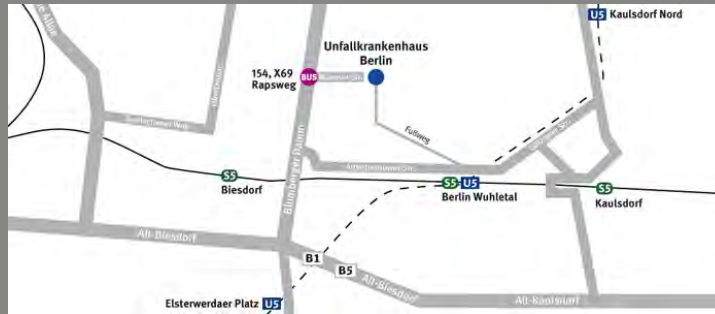 U5 Kaulsdorf Nord
Unfallkrankenhaus
Berlin
154, X69
Rapsweg
BUS
Fußweg
Blumberger Damm
S5
Biesdorf
S5 U5
Berlin Wuhletal
S5
Kaulsdorf
Alt-Biesdorf
B1
B5
Alt-Biesdorf
Alt-Kaulsdorf
Elsterwerdaer Platz U5